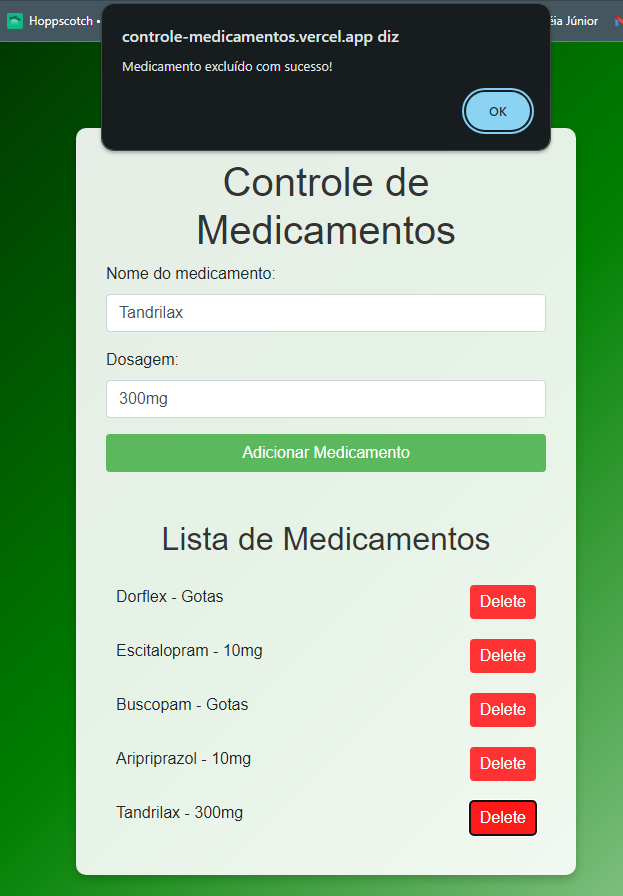 Hoppscotch •
éia Júnior
controle-medicamentos.vercel.app diz
Medicamento excluído com sucesso!
OK
Controle de
Medicamentos
Nome do medicamento:
Tandrilax
Dosagem:
300mg
Adicionar Medicamento
Lista de Medicamentos
Dorflex - Gotas
Delete
Escitalopram - 10mg
Delete
Buscopam - Gotas
Delete
Aripriprazol - 10mg
Delete
Tandrilax - 300mg
Delete